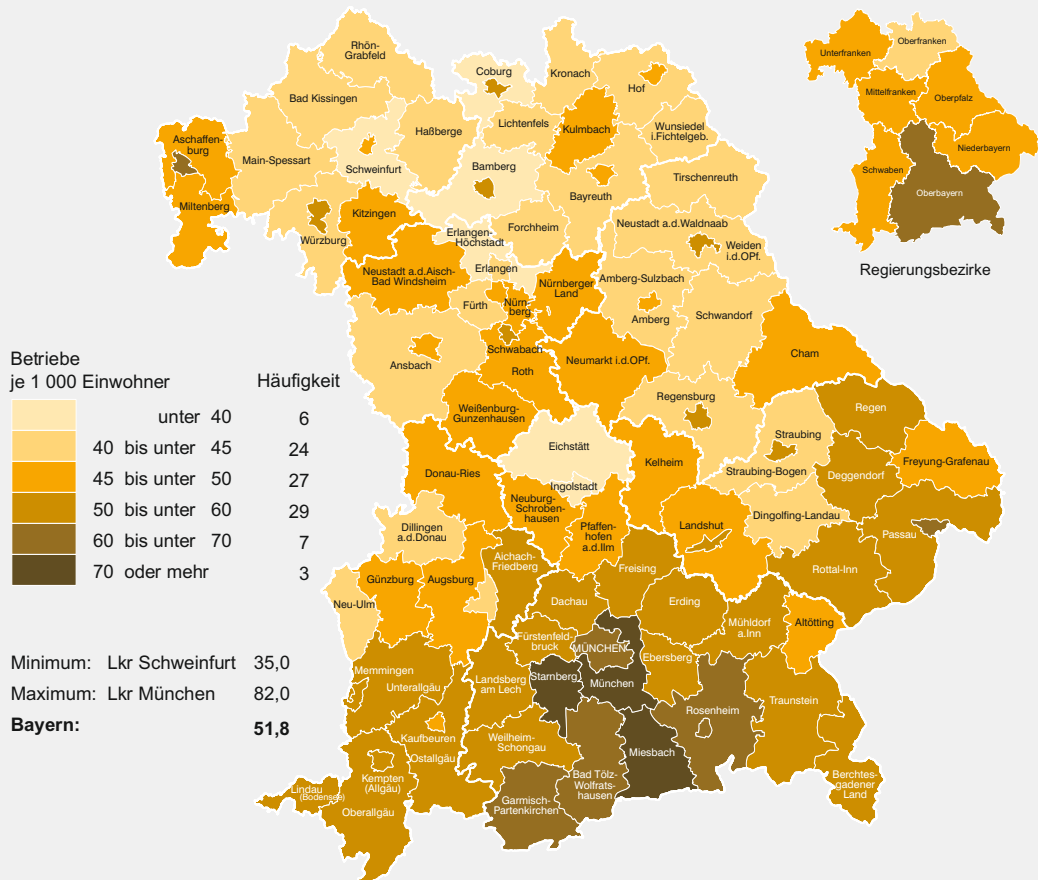 Rhön-
Grabfeld
Coburg
Kronach
Hof
Bad Kissingen
Lichtenfels
Kulmbach
Wunsiedel
i.Fichtelgeb.
Haßberge
Aschaffen-
burg
Main-Spessart
Schweinfurt
Bamberg
Tirschenreuth
Bayreuth
Miltenberg
Kitzingen
Würzburg
Erlangen-
Höchstadt
Forchheim
Neustadt a.d.Waldnaab
Weiden
i.d.OPf.
Neustadt a.d.Aisch-
Bad Windsheim
Erlangen
Nürnberger
Land
Amberg-Sulzbach
Fürth
Nürn-
berg
Amberg
Schwandorf
Schwabach
Roth
Neumarkt i.d.OPf.
Cham
Ansbach
Weißenburg-
Gunzenhausen
Regensburg
Regen
Eichstätt
Straubing
Straubing-Bogen
Deggendorf
Freyung-Grafenau
Donau-Ries
Kelheim
Ingolstadt
Neuburg-
Schroben-
hausen
Pfaffen-
hofen
a.d.Ilm
Landshut
Dingolfing-Landau
Dillingen
a.d.Donau
Passau
Aichach-
Friedberg
Freising
Rottal-Inn
Günzburg
Augsburg
Neu-Ulm
Dachau
Erding
Mühldorf
a.Inn
Altötting
Fürstenfeld-
bruck
MÜNCHEN
Ebersberg
Memmingen
Unterallgäu
Landsberg
am Lech
Starnberg
München
Rosenheim
Traunstein
Kaufbeuren
Ostallgäu
Weilheim-
Schongau
Miesbach
Bad Tölz-
Wolfrats-
hausen
Berchtes-
gadener
Land
Kempten
(Allgäu)
Lindau
(Bodensee)
Oberallgäu
Garmisch-
Partenkirchen
Unterfranken
Oberfranken
Mittelfranken
Oberpfalz
Niederbayern
Schwaben
Oberbayern
Regierungsbezirke
Betriebe
je 1 000 Einwohner Häufigkeit
unter 40 6
40 bis unter 45 24
45 bis unter 50 27
50 bis unter 60 29
60 bis unter 70 7
70 oder mehr 3
Minimum: Lkr Schweinfurt 35,0
Maximum: Lkr München 82,0
Bayern: 51,8